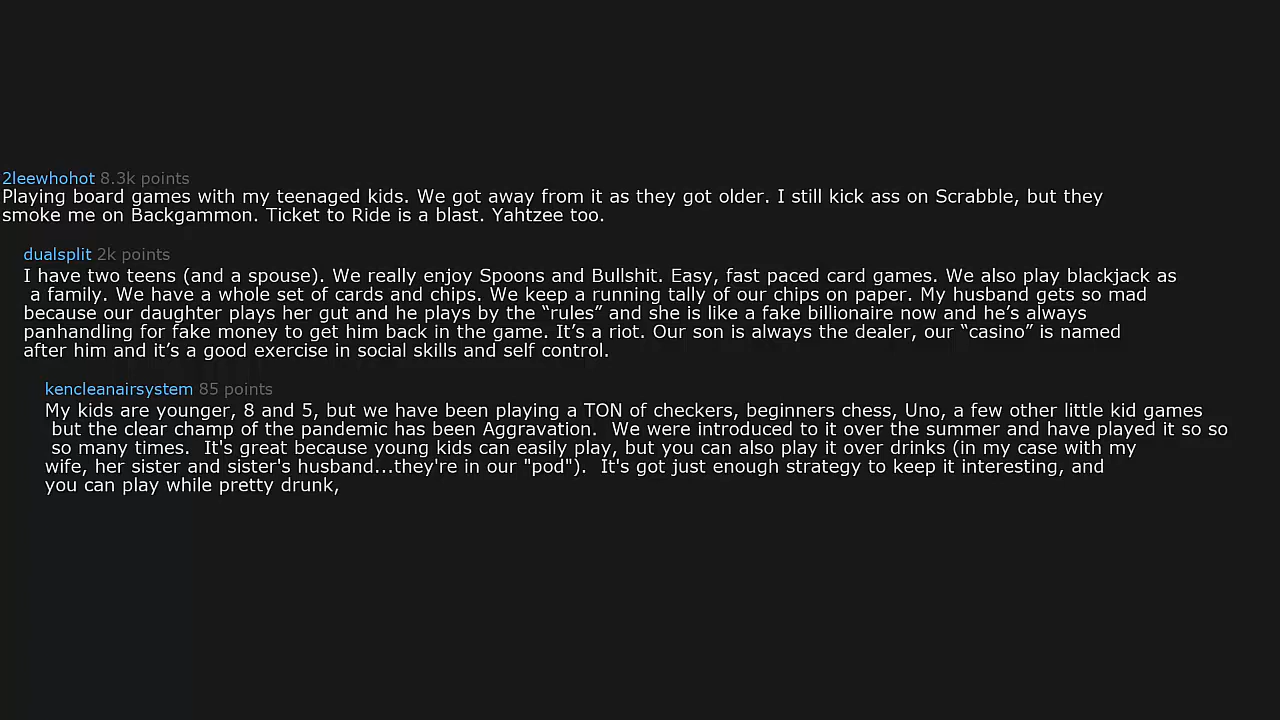 2leewhohot 8.3k points
Playing board games with my teenaged kids. We got away from it as they got older. I still kick ass on Scrabble, but they
smoke me on Backgammon. Ticket to Ride is a blast. Yahtzee too.
dualsplit 2k points
I have two teens (and a spouse). We really enjoy Spoons and Bullshit. Easy, fast paced card games. We also play blackjack as
a family. We have a whole set of cards and chips. We keep a running tally of our chips on paper. My husband gets so mad
because our daughter plays her gut and he plays by the “rules” and she is like a fake billionaire now and he’s always
panhandling for fake money to get him back in the game. It’s a riot. Our son is always the dealer, our “casino” is named
after him and it’s a good exercise in social skills and self control.
kencleanairsystem 85 points
My kids are younger, 8 and 5, but we have been playing a TON of checkers, beginners chess, Uno, a few other little kid games
but the clear champ of the pandemic has been Aggravation.  We were introduced to it over the summer and have played it so so
so many times.  It's great because young kids can easily play, but you can also play it over drinks (in my case with my
wife, her sister and sister's husband...they're in our "pod").  It's got just enough strategy to keep it interesting, and
you can play while pretty drunk,